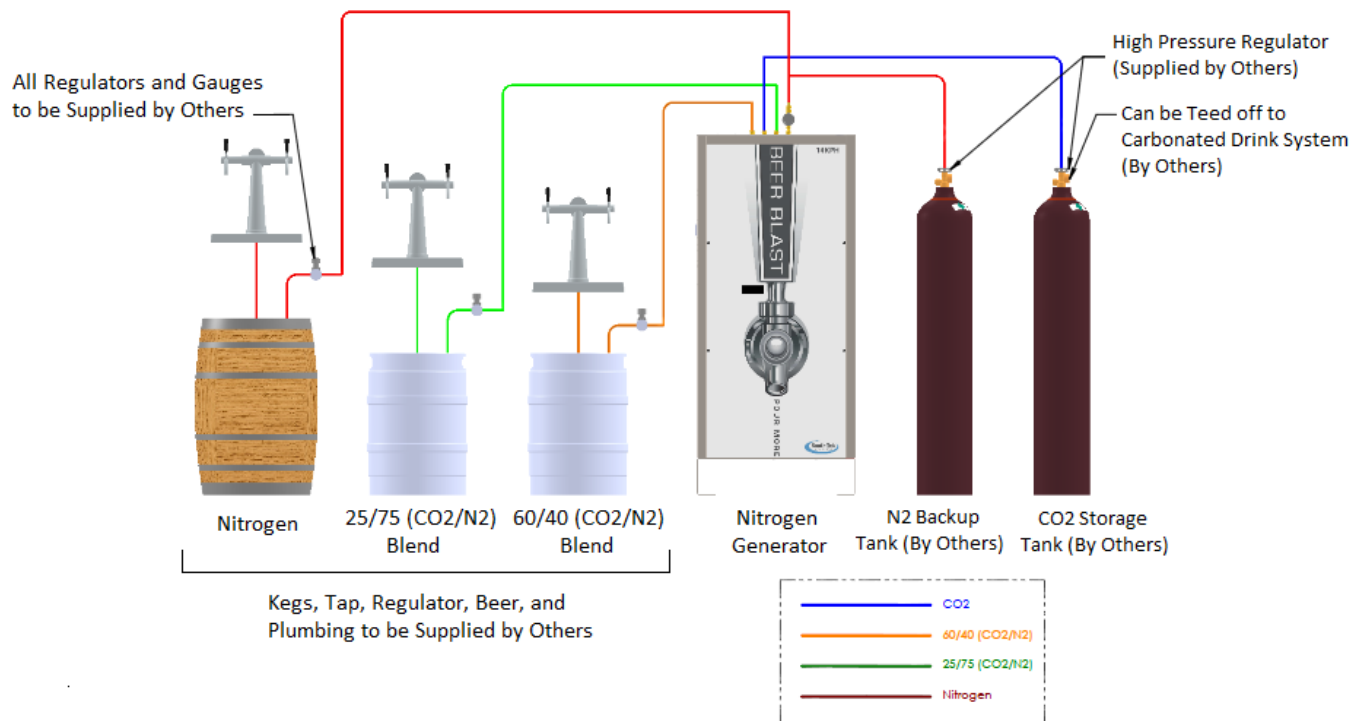 High Pressure Regulator
(Supplied by Others)
All Regulators and Gauges
to be Supplied by Others
Can be Teed off to
Carbonated Drink System
(By Others)
BEER BLAST
POUR MORE
Nitrogen
25/75 (CO2/N2)
Blend
60/40 (CO2/N2)
Blend
Nitrogen
Generator
N2 Backup
Tank (By Others)
CO2 Storage
Tank (By Others)
Kegs, Tap, Regulator, Beer, and
Plumbing to be Supplied by Others
CO2
60/40 (CO2/N2)
25/75 (CO2/N2)
Nitrogen